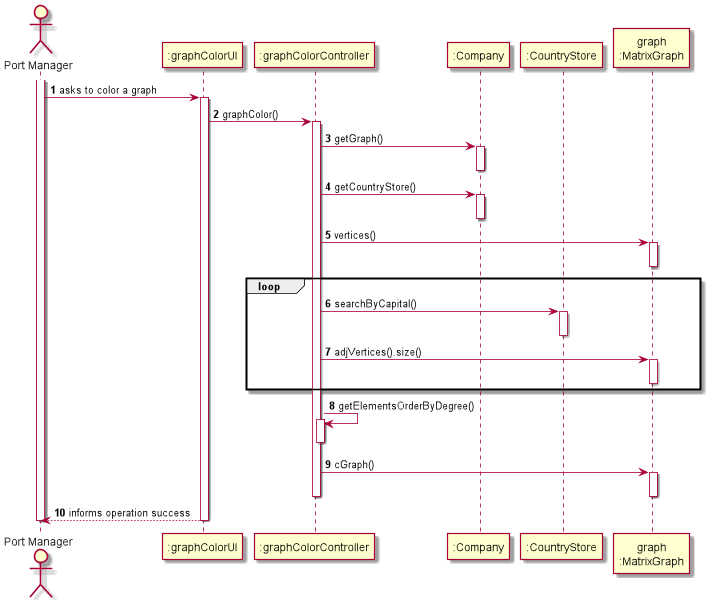 Port Manager
:graphColorUI
:graphColorController
:Company
:CountryStore
graph
:MatrixGraph
1 asks to color a graph
2 graphColor()
3 getGraph()
4 getCountryStore()
5 vertices()
loop
6 searchByCapital()
7 adjVertices().size()
8 getElementsOrderByDegree()
9 cGraph()
10 informs operation success
Port Manager
:graphColorUI
:graphColorController
:Company
:CountryStore
graph
:MatrixGraph